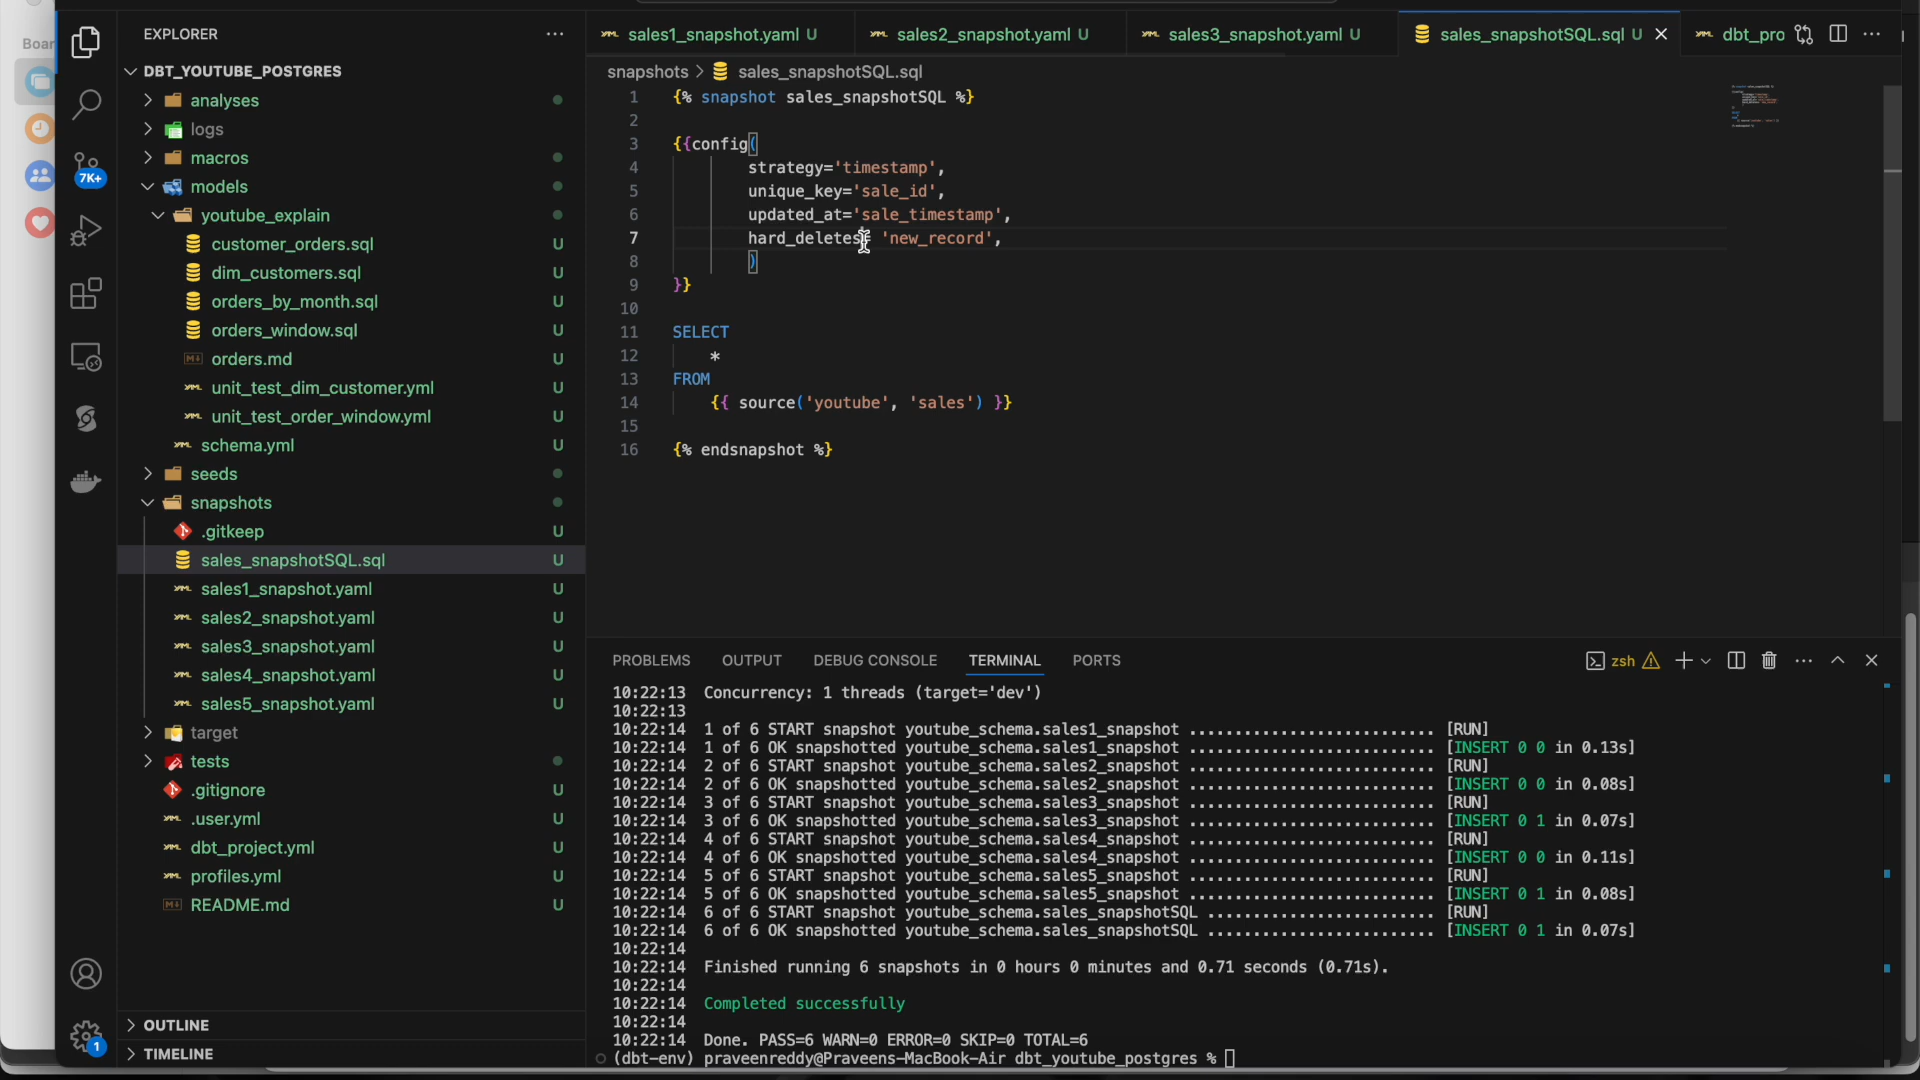 Boar
EXPLORER
sales1_snapshot.yaml U
sales2_snapshot.yaml U
sales3_snapshot.yaml U
sales_snapshotSQL.sql U
dbt_pro
DBT_YOUTUBE_POSTGRES
analyses
logs
macros
models
youtube_explain
customer_orders.sql U
dim_customers.sql U
orders_by_month.sql U
orders_window.sql U
orders.md U
unit_test_dim_customer.yml U
unit_test_order_window.yml U
schema.yml U
seeds
snapshots
.gitkeep U
sales_snapshotSQL.sql U
sales1_snapshot.yaml U
sales2_snapshot.yaml U
sales3_snapshot.yaml U
sales4_snapshot.yaml U
sales5_snapshot.yaml U
target
tests
.gitignore U
.user.yml U
dbt_project.yml U
profiles.yml U
README.md U
OUTLINE
TIMELINE
7K+
1
snapshots > sales_snapshotSQL.sql
1 {% snapshot sales_snapshotSQL %}
2
3 {{config(
4 strategy='timestamp',
5 unique_key='sale_id',
6 updated_at='sale_timestamp',
7 hard_deletes= 'new_record',
8 )
9 }}
10
11 SELECT
12 *
13 FROM
14 {{ source('youtube', 'sales') }}
15
16 {% endsnapshot %}
PROBLEMS OUTPUT DEBUG CONSOLE TERMINAL PORTS
zsh
10:22:13 Concurrency: 1 threads (target='dev')
10:22:13
10:22:14 1 of 6 START snapshot youtube_schema.sales1_snapshot ........................... [RUN]
10:22:14 1 of 6 OK snapshotted youtube_schema.sales1_snapshot ........................... [INSERT 0 0 in 0.13s]
10:22:14 2 of 6 START snapshot youtube_schema.sales2_snapshot ........................... [RUN]
10:22:14 2 of 6 OK snapshotted youtube_schema.sales2_snapshot ........................... [INSERT 0 0 in 0.08s]
10:22:14 3 of 6 START snapshot youtube_schema.sales3_snapshot ........................... [RUN]
10:22:14 3 of 6 OK snapshotted youtube_schema.sales3_snapshot ........................... [INSERT 0 1 in 0.07s]
10:22:14 4 of 6 START snapshot youtube_schema.sales4_snapshot ........................... [RUN]
10:22:14 4 of 6 OK snapshotted youtube_schema.sales4_snapshot ........................... [INSERT 0 0 in 0.11s]
10:22:14 5 of 6 START snapshot youtube_schema.sales5_snapshot ........................... [RUN]
10:22:14 5 of 6 OK snapshotted youtube_schema.sales5_snapshot ........................... [INSERT 0 1 in 0.08s]
10:22:14 6 of 6 START snapshot youtube_schema.sales_snapshotSQL ......................... [RUN]
10:22:14 6 of 6 OK snapshotted youtube_schema.sales_snapshotSQL ......................... [INSERT 0 1 in 0.07s]
10:22:14
10:22:14 Finished running 6 snapshots in 0 hours 0 minutes and 0.71 seconds (0.71s).
10:22:14
10:22:14 Completed successfully
10:22:14
10:22:14 Done. PASS=6 WARN=0 ERROR=0 SKIP=0 TOTAL=6
(dbt-env) praveenreddy@Praveens-MacBook-Air dbt_youtube_postgres %